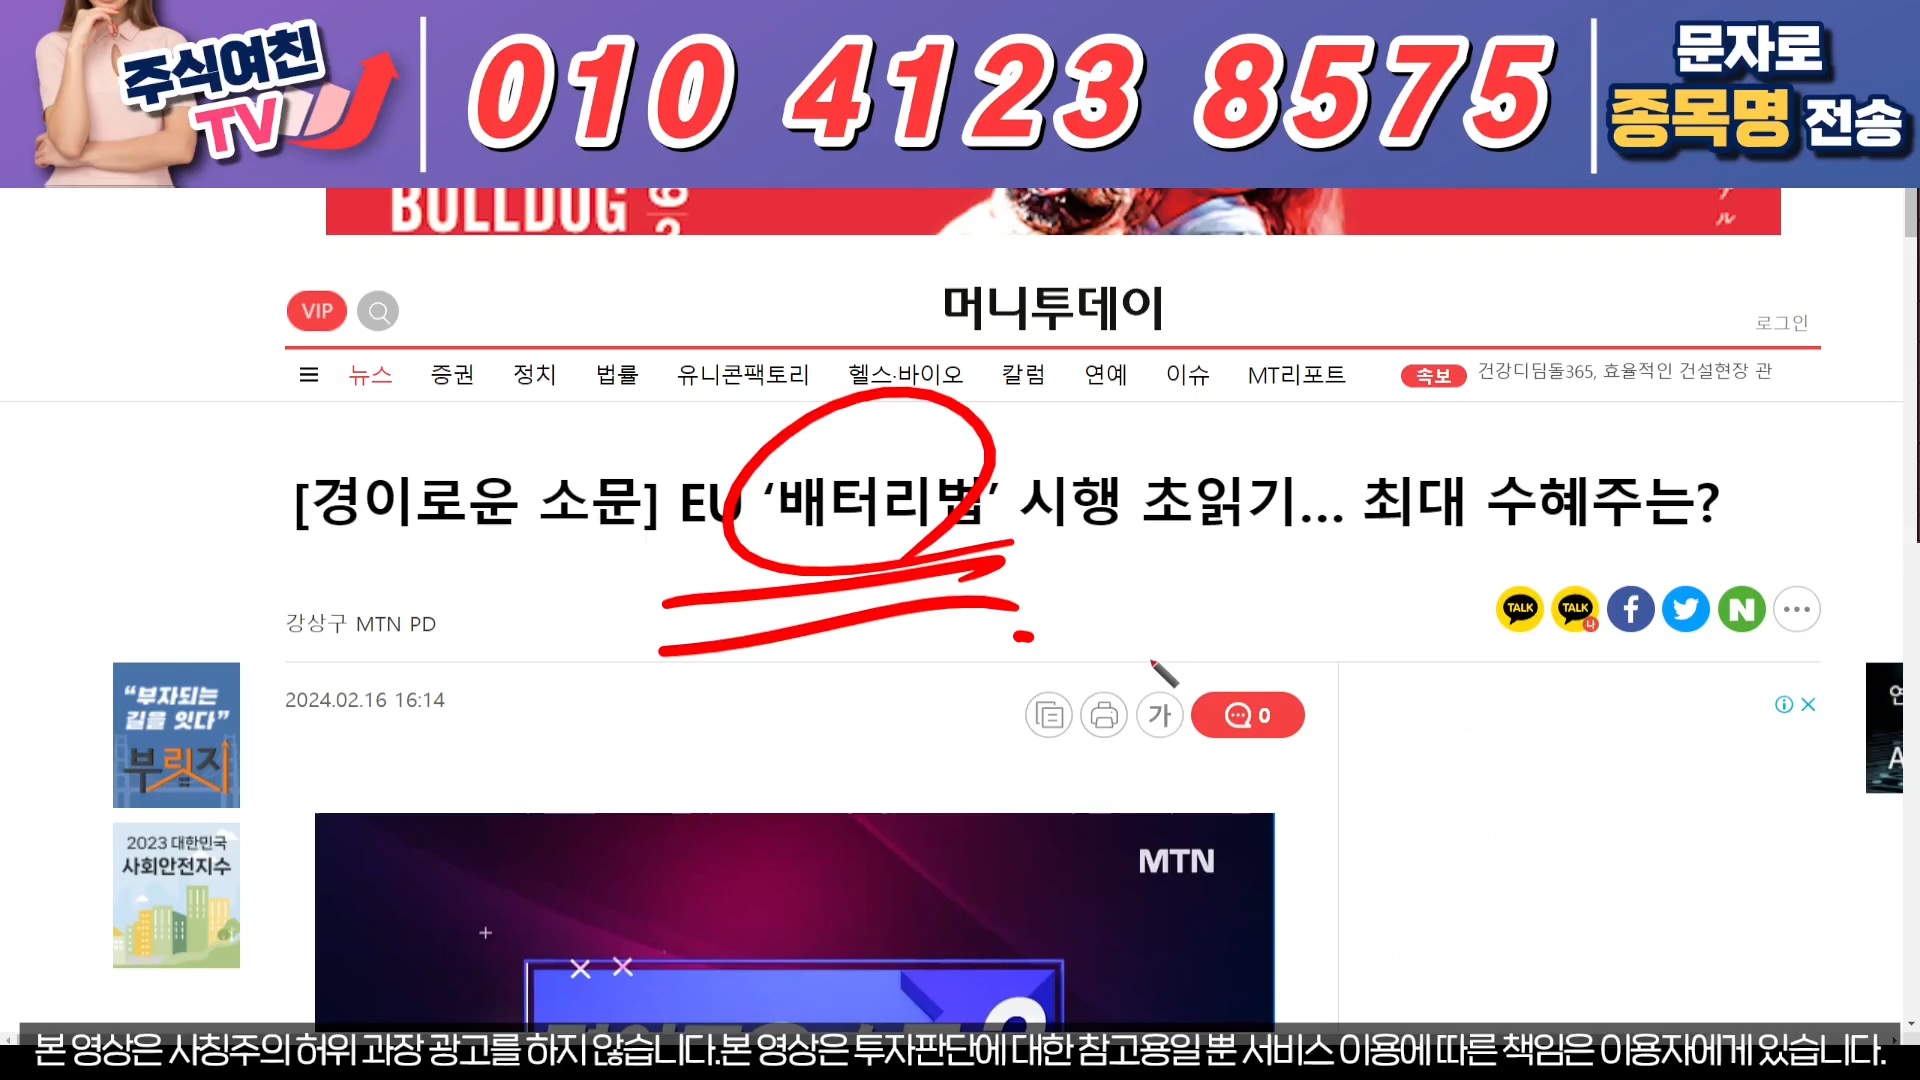 주식여친
TV
010 4123 8575
문자로
종목명 전송
BULLDOG
VIP
머니투데이
로그인
뉴스 증권 정치 법률 유니콘팩토리 헬스·바이오 칼럼 연예 이슈 MT리포트 속보 건강디딤돌365, 효율적인 건설현장 관
[경이로운 소문] EU ‘배터리법’ 시행 초읽기... 최대 수혜주는?
강상구 MTN PD
TALK TALK 나 f N
2024.02.16 16:14
가 0
“부자되는
길을 잇다”
부릿지
2023 대한민국
사회안전지수
MTN
본 영상은 사칭주의 허위 과장 광고를 하지 않습니다.본 영상은 투자판단에 대한 참고용일 뿐 서비스 이용에 따른 책임은 이용자에게 있습니다.